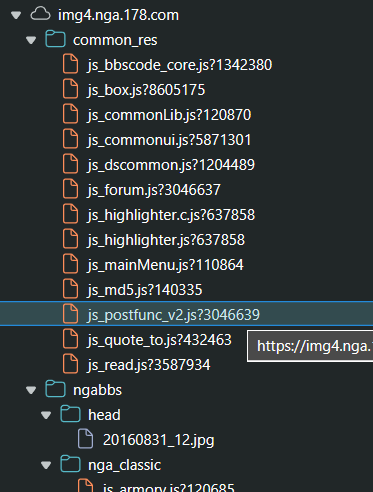 img4.nga.178.com
common_res
js_bbscode_core.js?1342380
js_box.js?8605175
js_commonLib.js?120870
js_commonui.js?5871301
js_dscommon.js?1204489
js_forum.js?3046637
js_highlighter.c.js?637858
js_highlighter.js?637858
js_mainMenu.js?110864
js_md5.js?140335
js_postfunc_v2.js?3046639
js_quote_to.js?432463
https://img4.nga.1
js_read.js?3587934
ngabbs
head
20160831_12.jpg
nga_classic
js_armory.js?120685